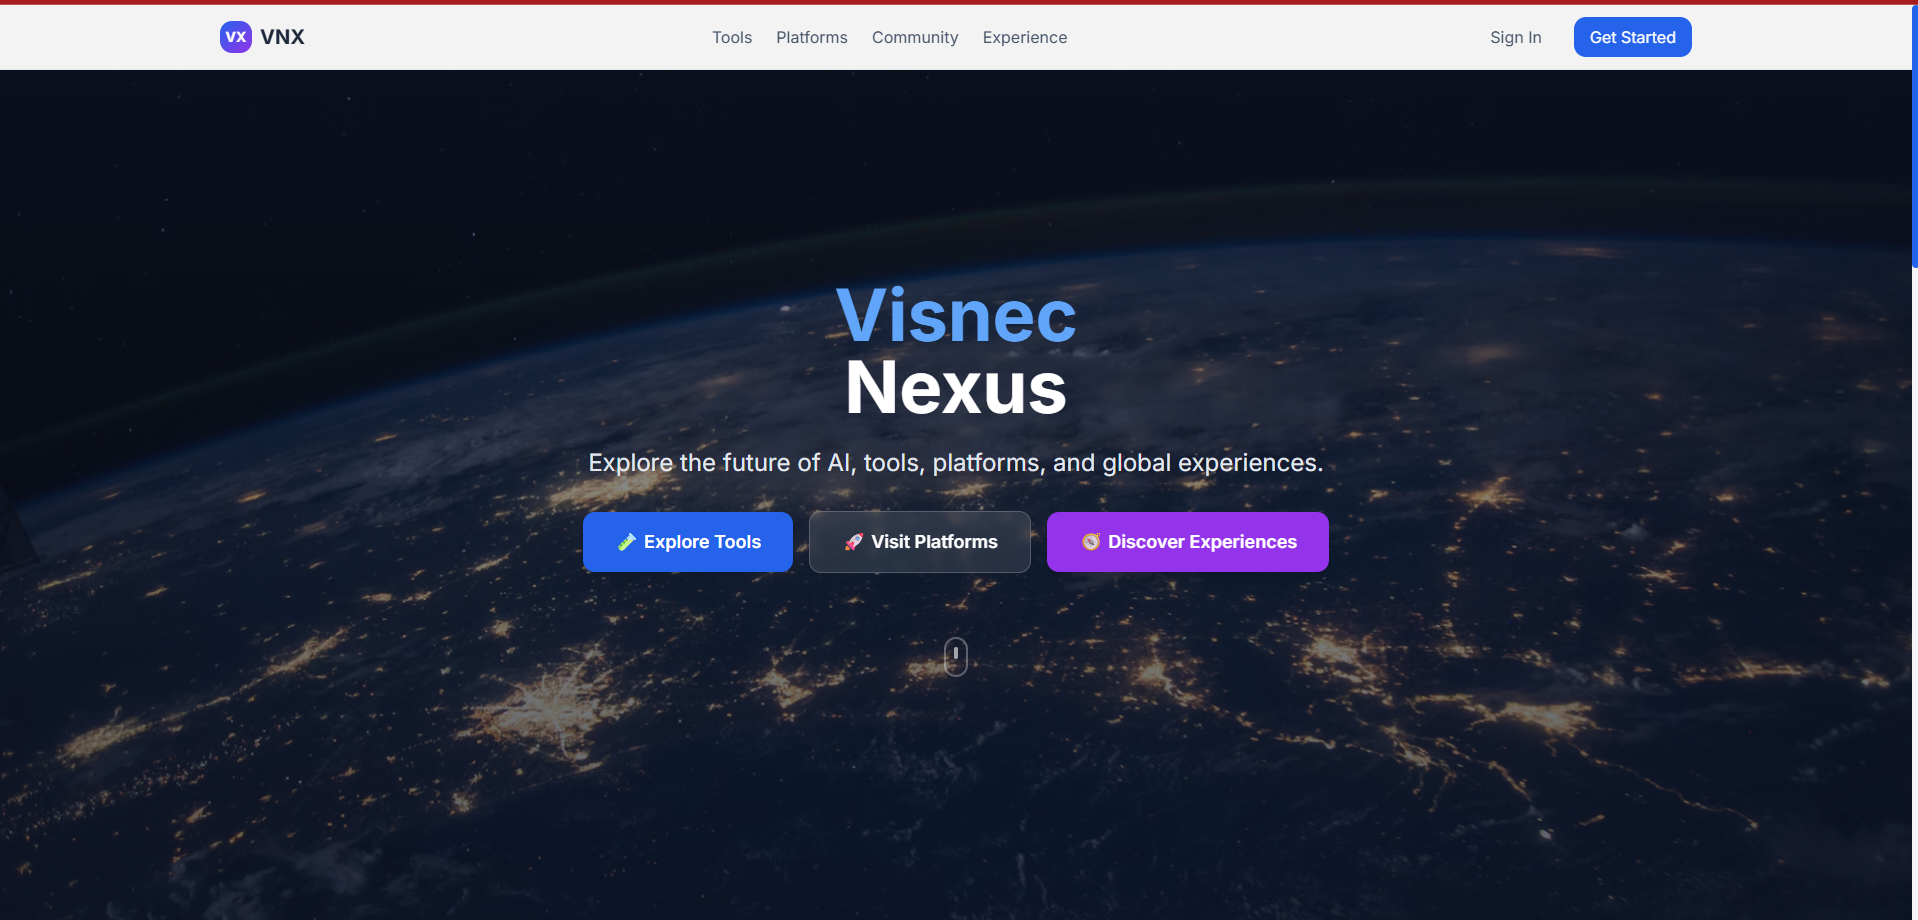 VX VNX
Tools Platforms Community Experience
Sign In Get Started
Visnec
Nexus
Explore the future of AI, tools, platforms, and global experiences.
Explore Tools Visit Platforms Discover Experiences